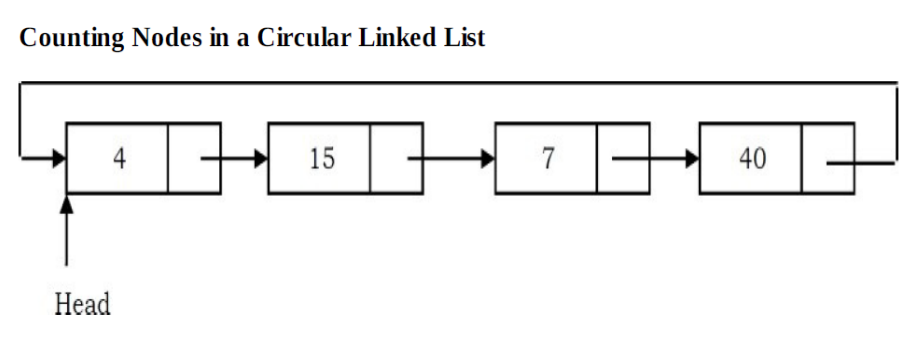 Counting Nodes in a Circular Linked List
4 15 7 40
Head